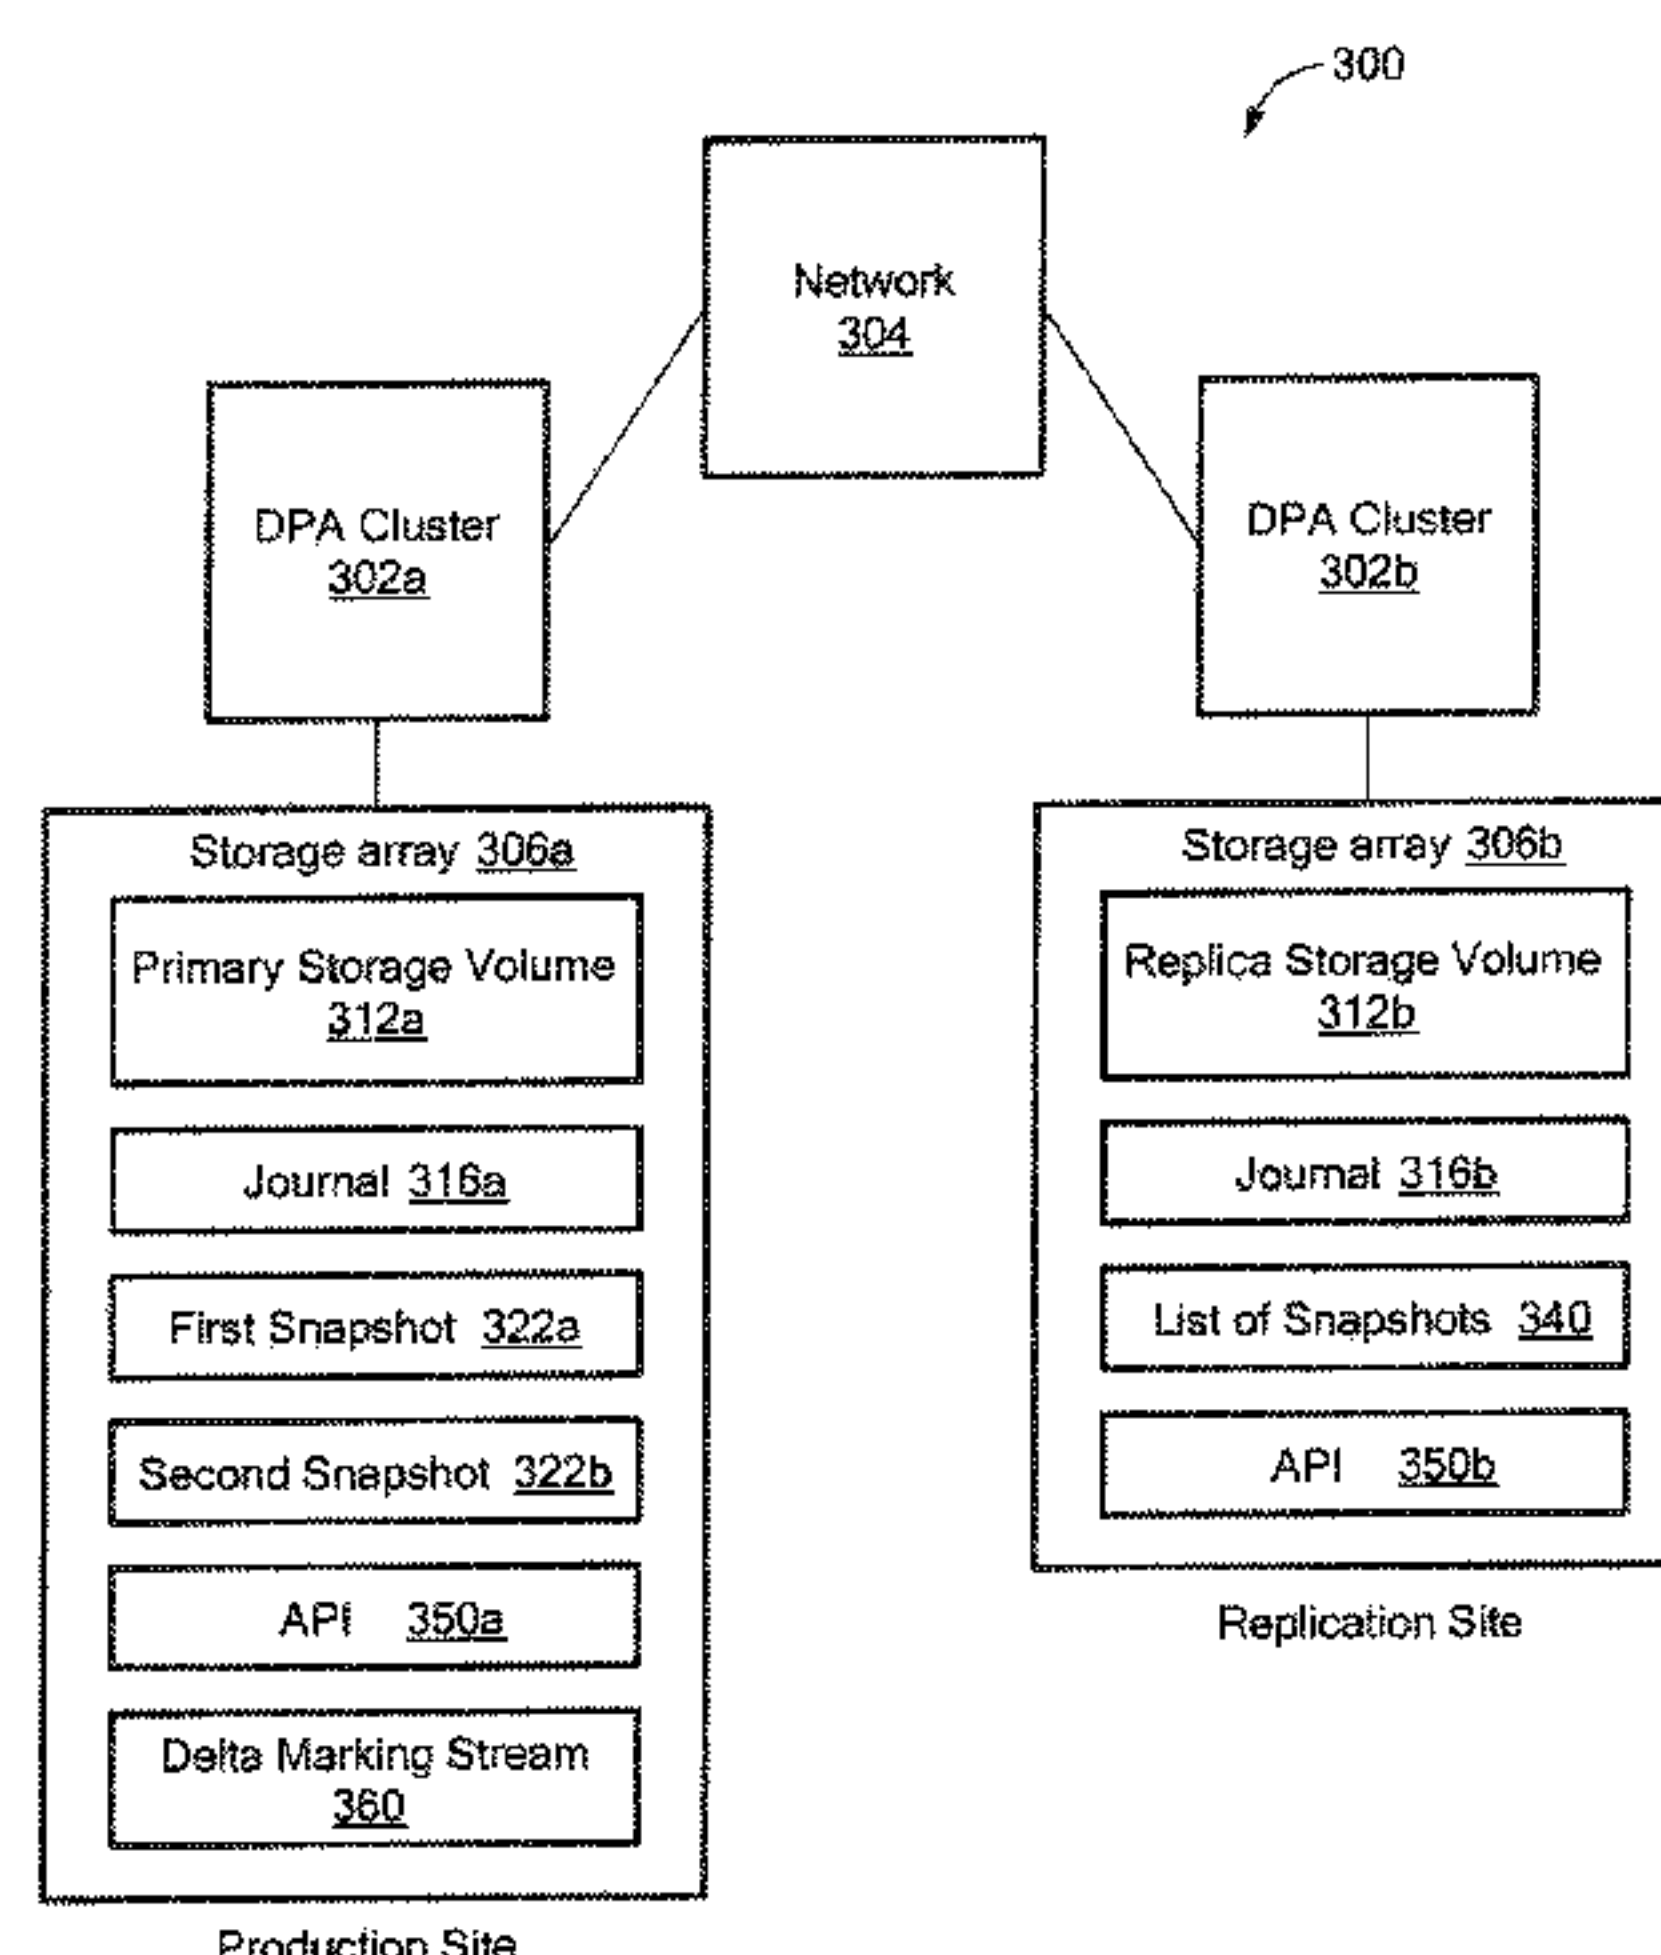 300
Network
304
DPA Cluster
302a
DPA Cluster
302b
Storage array 306a
Primary Storage Volume
312a
Journal 316a
First Snapshot 322a
Second Snapshot 322b
API 350a
Delta Marking Stream
360
Production Site
Storage array 306b
Replica Storage Volume
312b
Journal 316b
List of Snapshots 340
API 350b
Replication Site